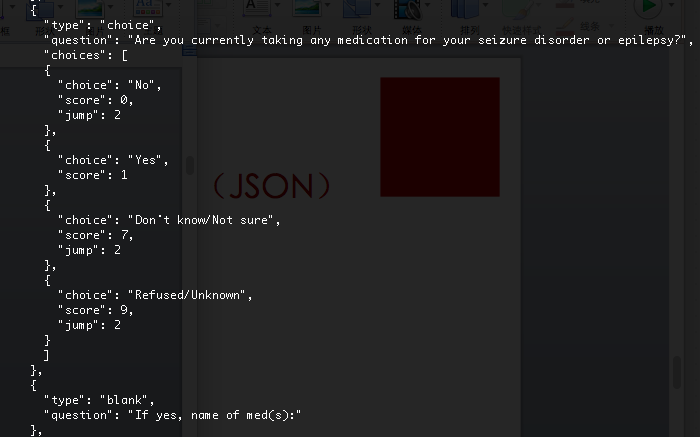 {
"type": "choice",
"question": "Are you currently taking any medication for your seizure disorder or epilepsy?",
"choices": [
{
"choice": "No",
"score": 0,
"jump": 2
},
{
"choice": "Yes",
"score": 1
},
(JSON)
{
"choice": "Don't know/Not sure",
"score": 7,
"jump": 2
},
{
"choice": "Refused/Unknown",
"score": 9,
"jump": 2
}
]
},
{
"type": "blank",
"question": "If yes, name of med(s):"
},